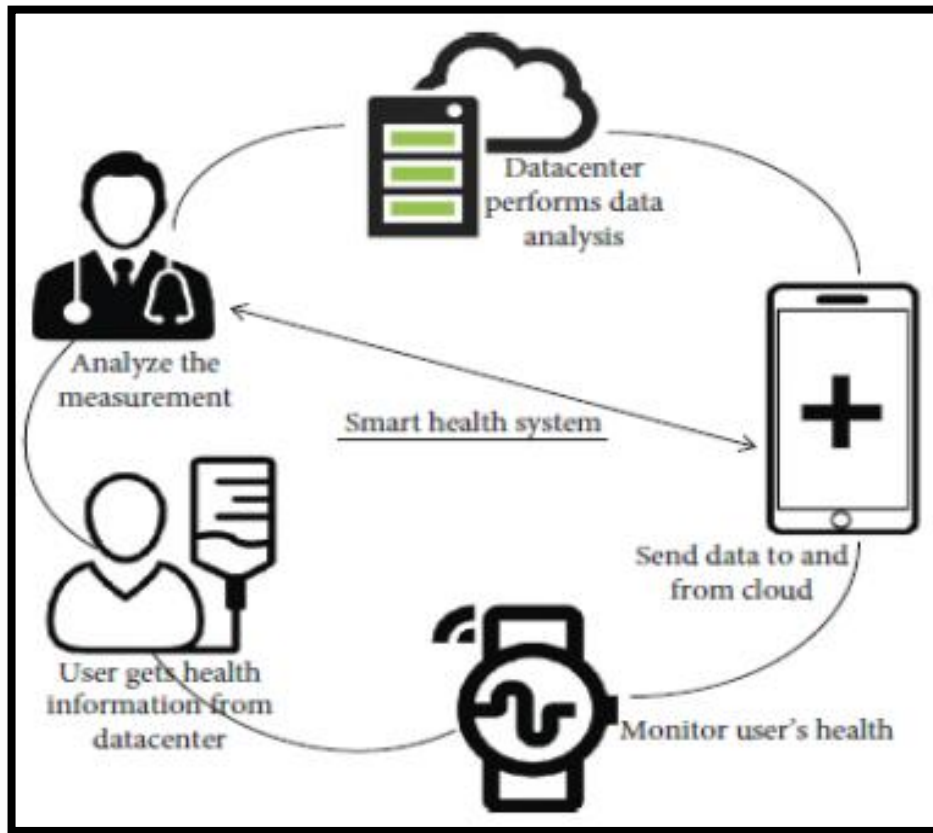 Datacenter
performs data
analysis
Analyze the
measurement
Smart health system
Send data to and
from cloud
User gets health
information from
datacenter
Monitor user's health